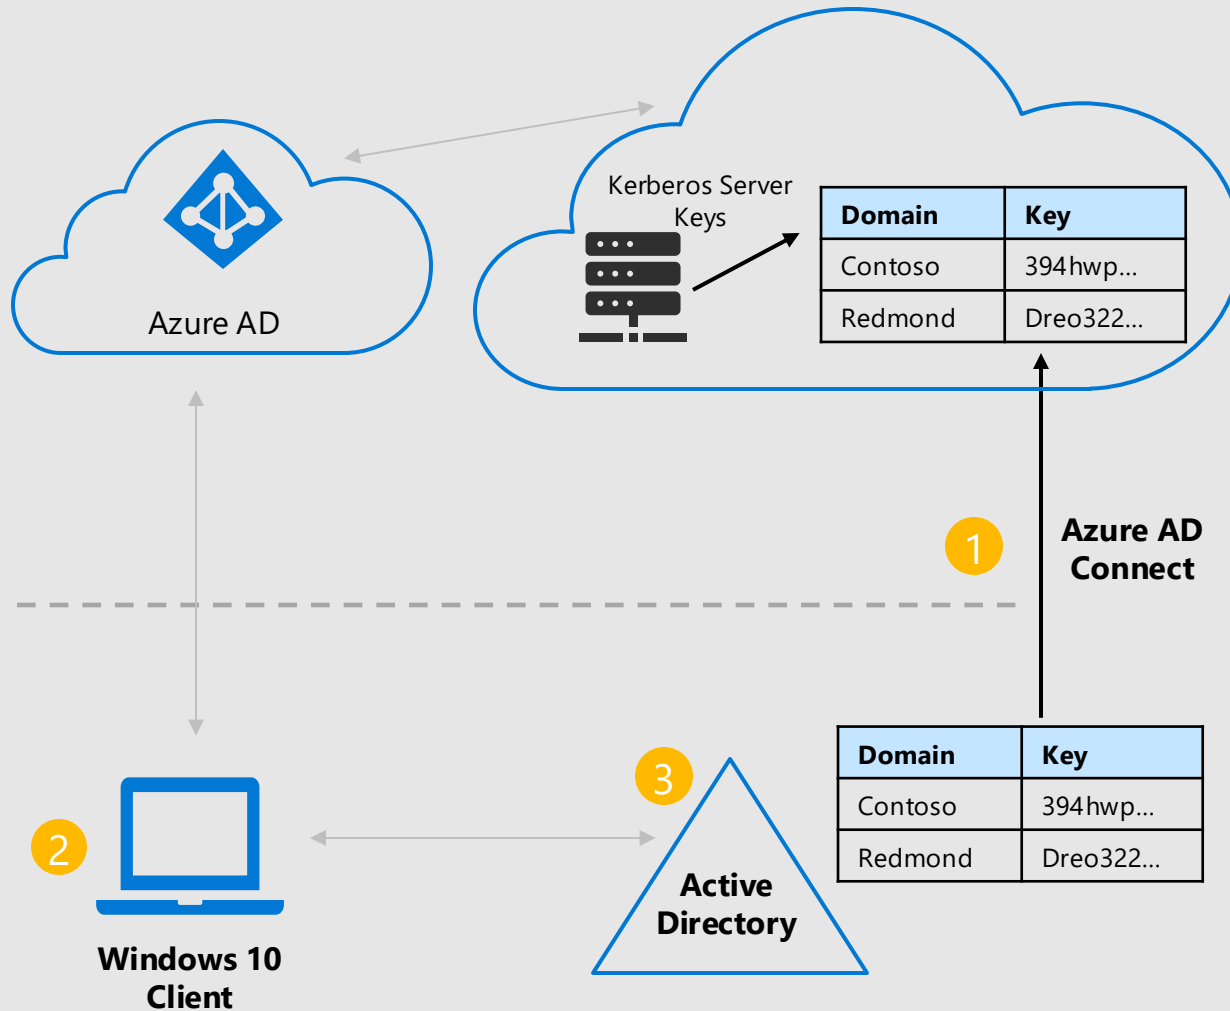 Kerberos Server
Keys
Domain Key
Contoso 394hwp...
Redmond Dreo322...
Azure AD
1
Azure AD
Connect
Domain Key
Contoso 394hwp...
Redmond Dreo322...
3
2
Active
Directory
Windows 10
Client